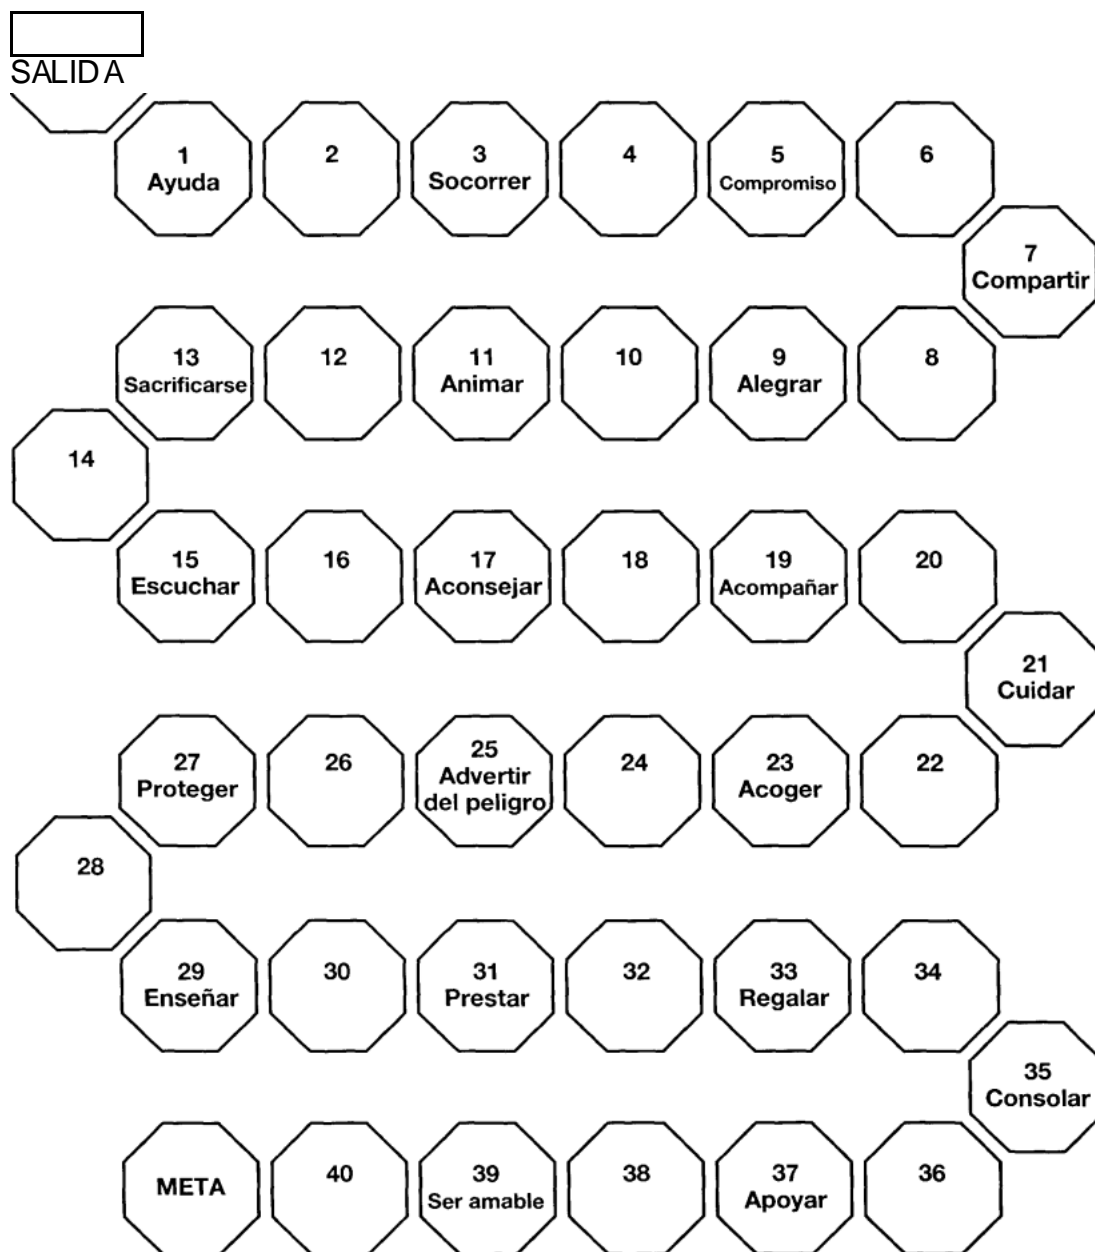 SALIDA
1
Ayuda
2
3
Socorrer
4
5
Compromiso
6
7
Compartir
8
9
Alegrar
10
11
Animar
12
13
Sacrificarse
14
15
Escuchar
16
17
Aconsejar
18
19
Acompañar
20
21
Cuidar
22
23
Acoger
24
25
Advertir
del peligro
26
27
Proteger
28
29
Enseñar
30
31
Prestar
32
33
Regalar
34
35
Consolar
36
37
Apoyar
38
39
Ser amable
40
META